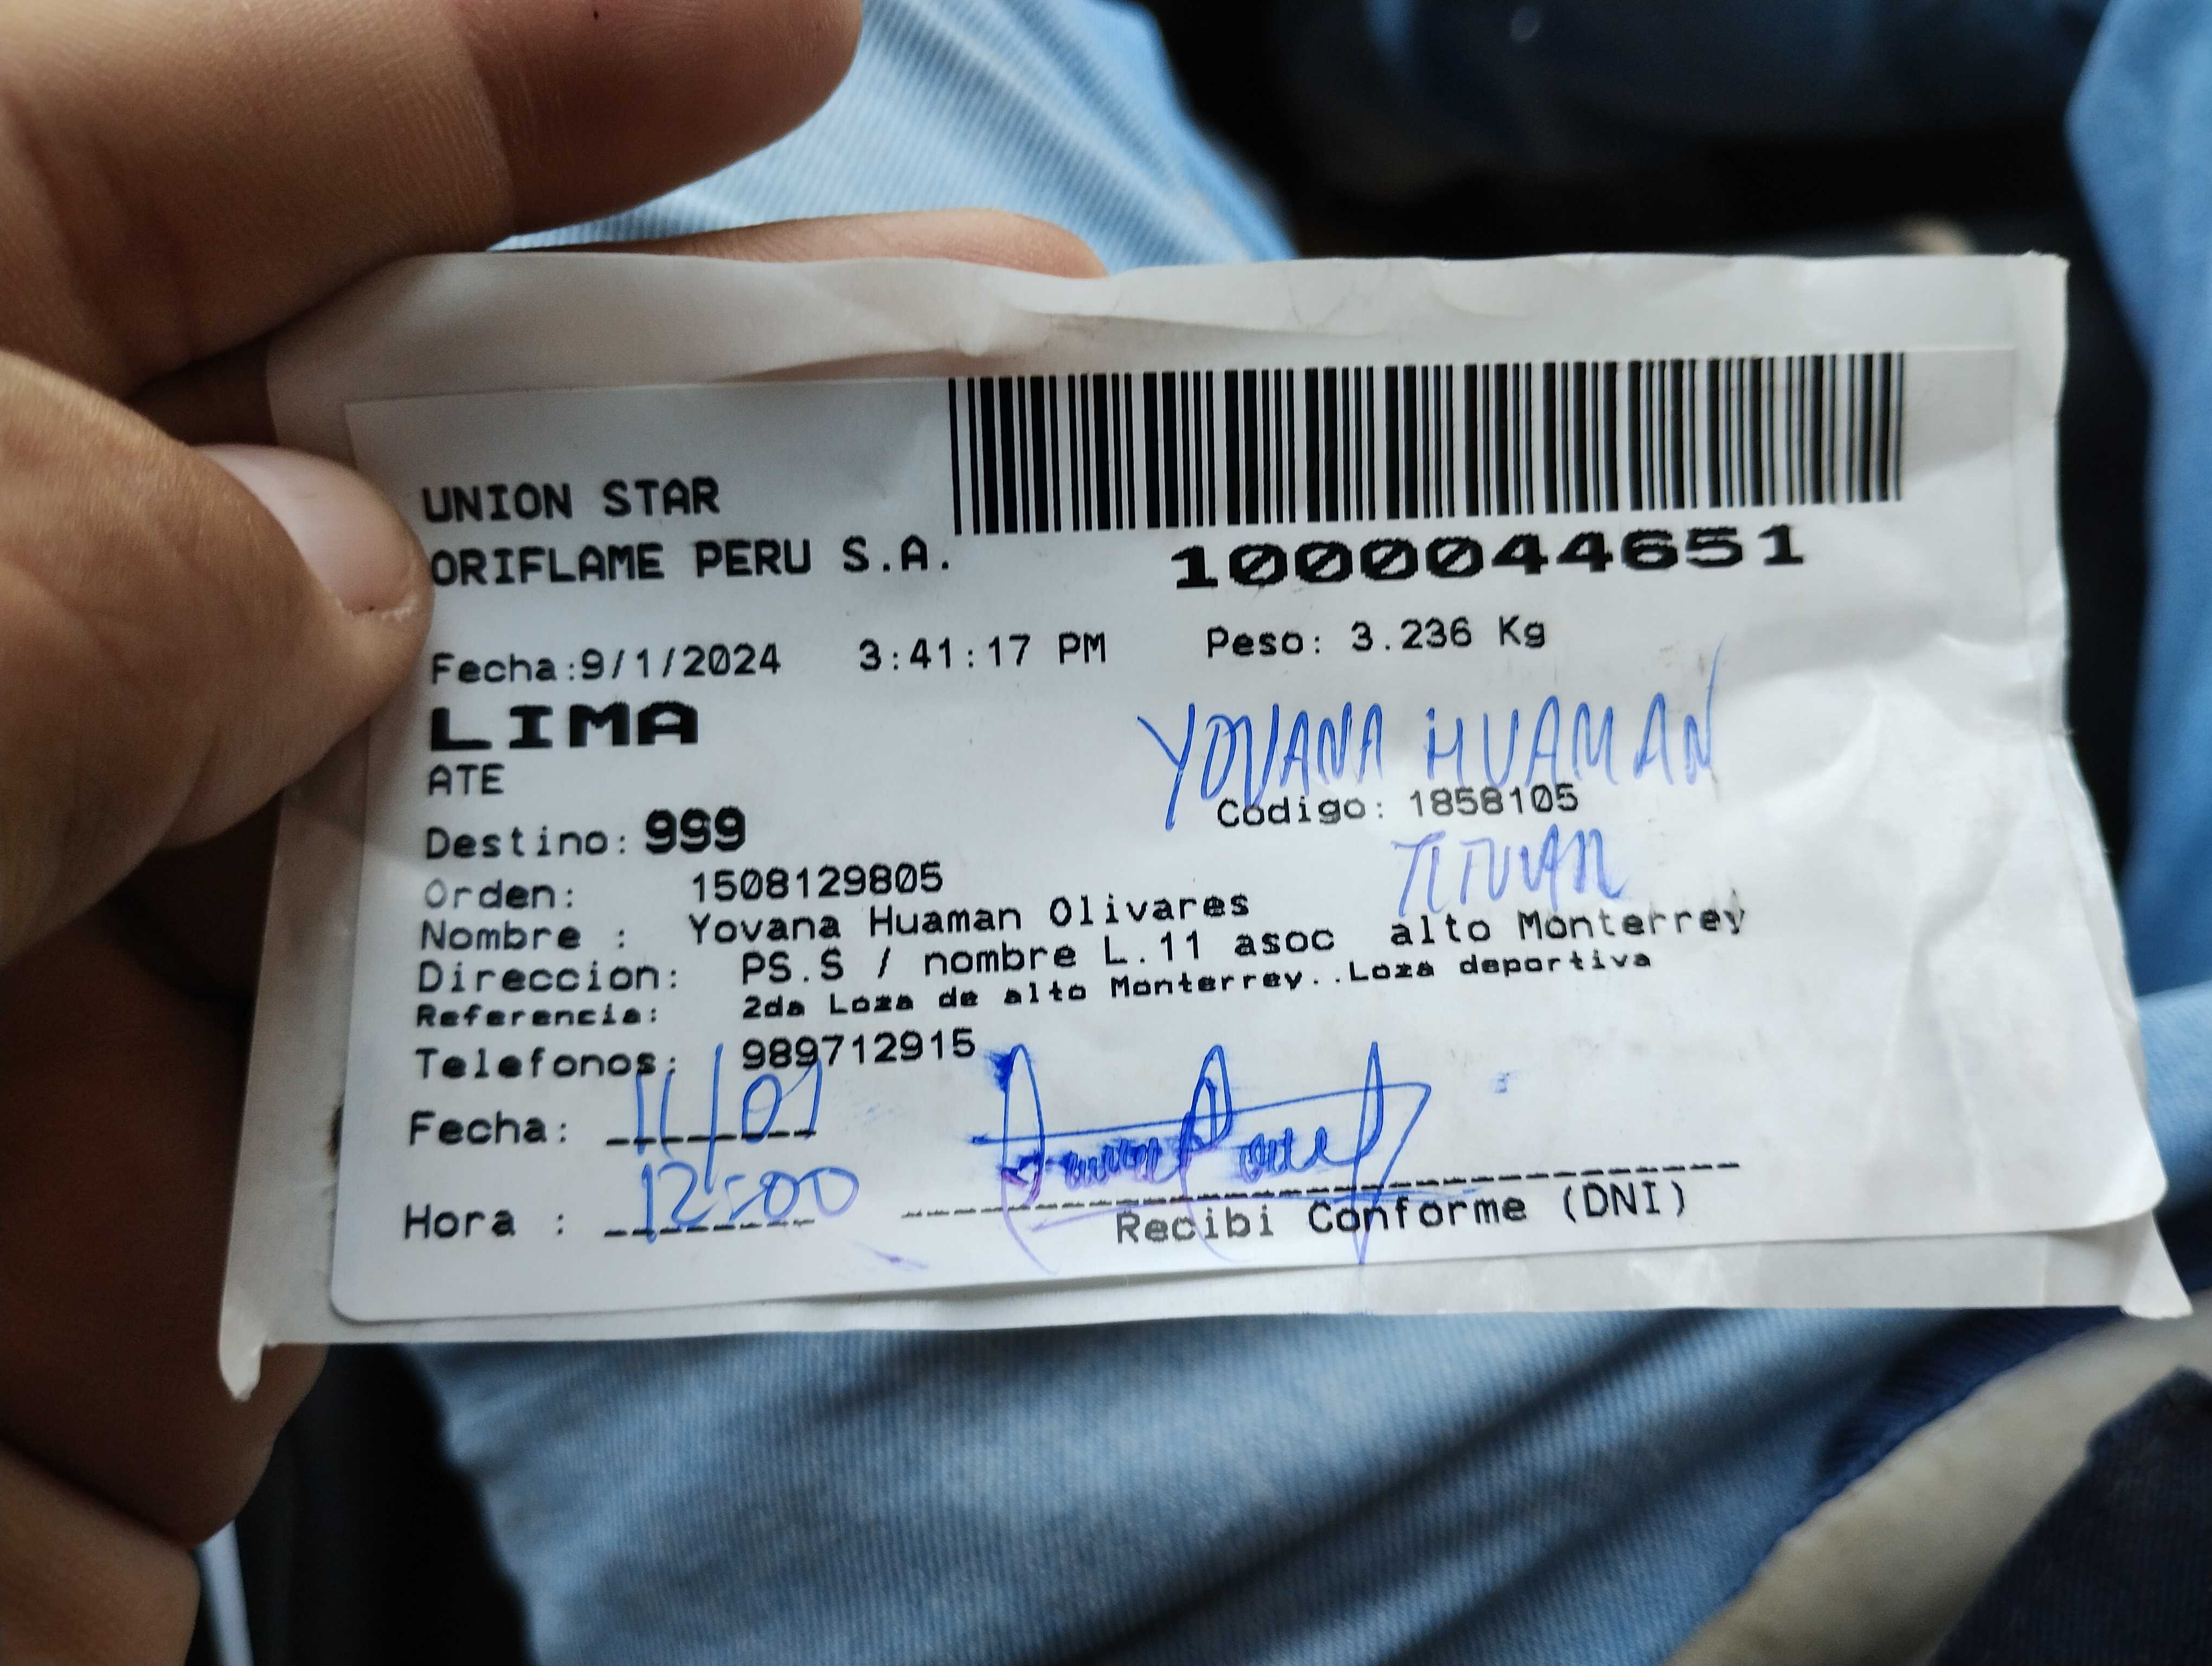 UNION STAR
ORIFLAME PERU S.A.
1000044651
Fecha:9/1/2024 3:41:17 PM Peso: 3.236 Kg
LIMA
YOVANA HUAMAN
ATE
Código: 1858105
Destino: 999
TITULAR
Orden: 1508129805
Nombre : Yovana Huaman Olivares
Direccion: PS.S / nombre L.11 asoc alto Monterrey
Referencia: 2da Loza de alto Monterrey..Loza deportiva
Telefonos: 989712915
Fecha: 11/01
Hora : 12:00
Recibi Conforme (DNI)